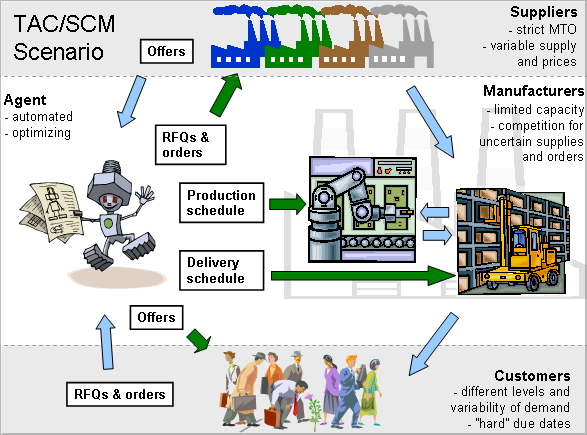 TAC/SCM
Scenario
Offers
Suppliers
- strict MTO
- variable supply
and prices
Agent
- automated
- optimizing
RFQs &
orders
Manufacturers
- limited capacity
- competition for
uncertain supplies
and orders
Production
schedule
Delivery
schedule
Offers
RFQs & orders
Customers
- different levels and
variability of demand
- "hard" due dates